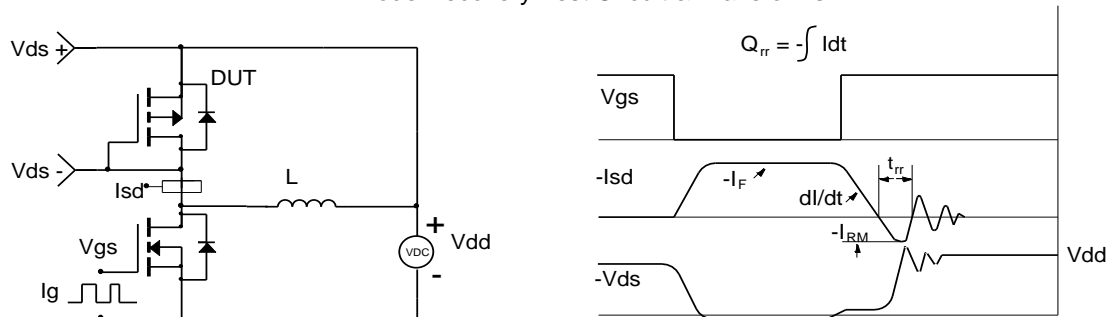 Vds +
DUT
Vds -
Isd
L
Vgs
Ig
+
VDC
-
Vdd
Qrr = -∫ Idt
Vgs
-Isd
-IF
dI/dt
trr
-IRM
-Vds
Vdd